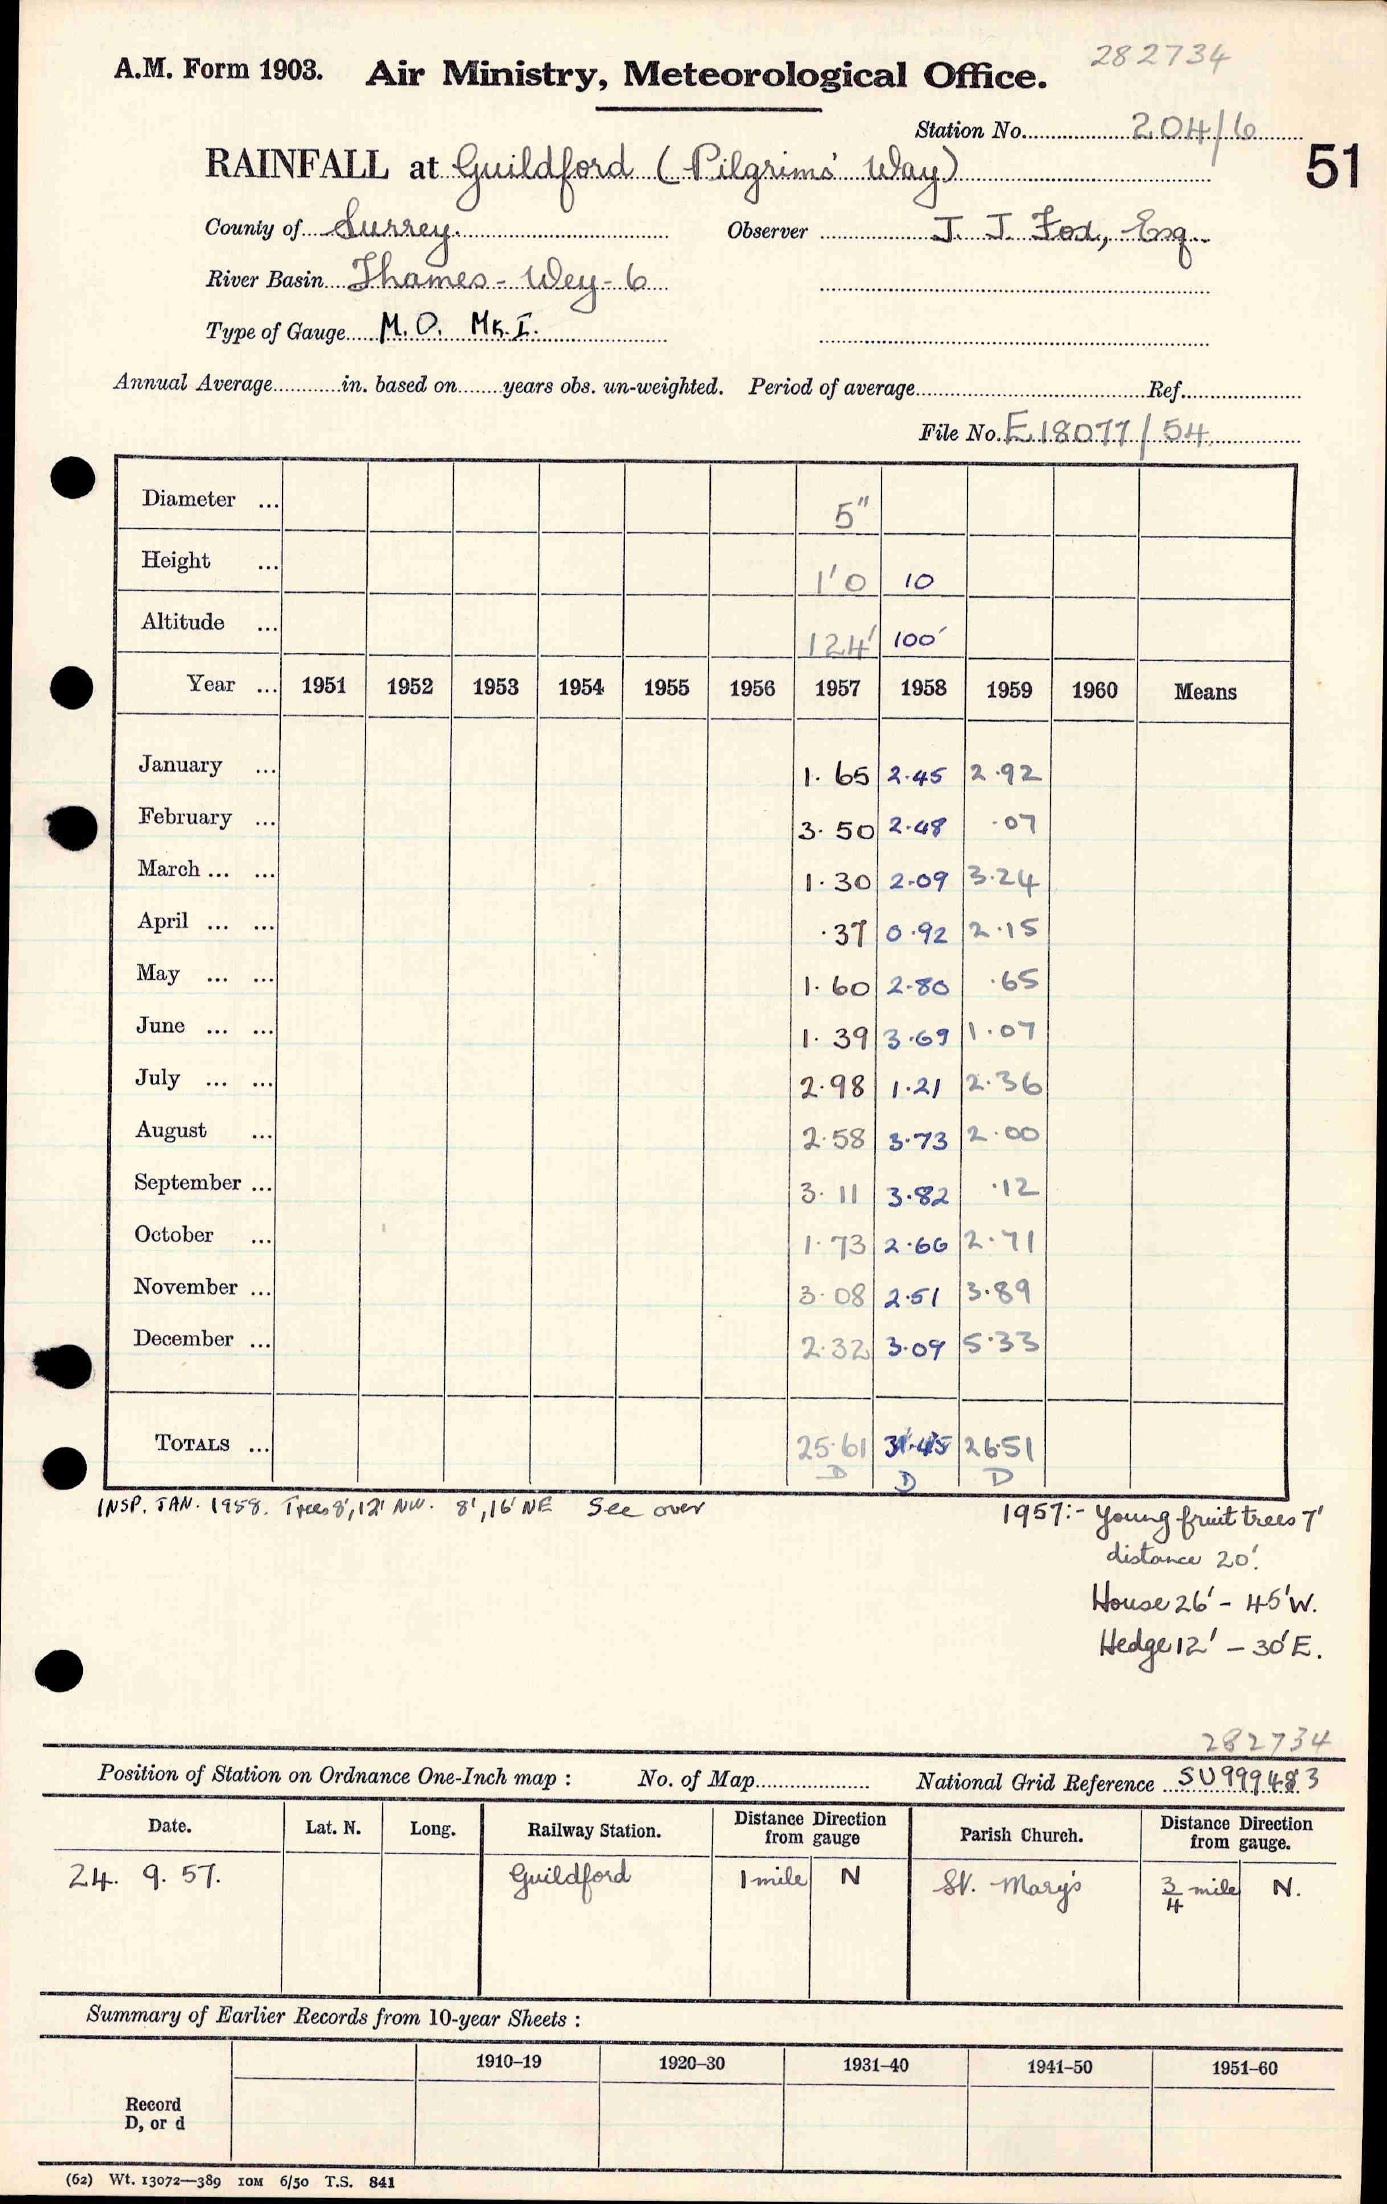 282734
A.M. Form 1903. Air Ministry, Meteorological Office.
Station No. 204/6
51
RAINFALL at Guildford (Pilgrims' Way)
County of Surrey. Observer J. J. Fox, Esq.
River Basin Thames - Wey - 6
Type of Gauge M.O. Mk.I.
Annual Average in. based on years obs. un-weighted. Period of average Ref.
File No. E18077/54
Diameter ... 5"
Height ... 1'0 10
Altitude ... 124' 100'
Year ... 1951 1952 1953 1954 1955 1956 1957 1958 1959 1960 Means
January ... 1.65 2.45 2.92
February ... 3.50 2.48 .07
March ... ... 1.30 2.09 3.24
April ... ... .37 0.92 2.15
May ... ... 1.60 2.80 .65
June ... ... 1.39 3.69 1.07
July ... ... 2.98 1.21 2.36
August ... 2.58 3.73 2.00
September ... 3.11 3.82 .12
October ... 1.73 2.66 2.71
November ... 3.08 2.51 3.89
December ... 2.32 3.09 5.33
TOTALS ... 25.61 31.45 26.51
D D D
INSP. JAN. 1958. Trees 8', 12' NW. 8', 16' NE See over
1957:- Young fruit trees 7'
distance 20'.
House 26' - 45'W.
Hedge 12' - 30'E.
282734
Position of Station on Ordnance One-Inch map : No. of Map National Grid Reference SU999483
Date. Lat. N. Long. Railway Station. Distance Direction from gauge Parish Church. Distance Direction from gauge.
24. 9. 57. Guildford 1 mile N St. Mary's 3/4 mile N.
Summary of Earlier Records from 10-year Sheets :
1910–19 1920–30 1931–40 1941–50 1951–60
Record
D, or d
(62) Wt. 13072—389 10M 6/50 T.S. 841